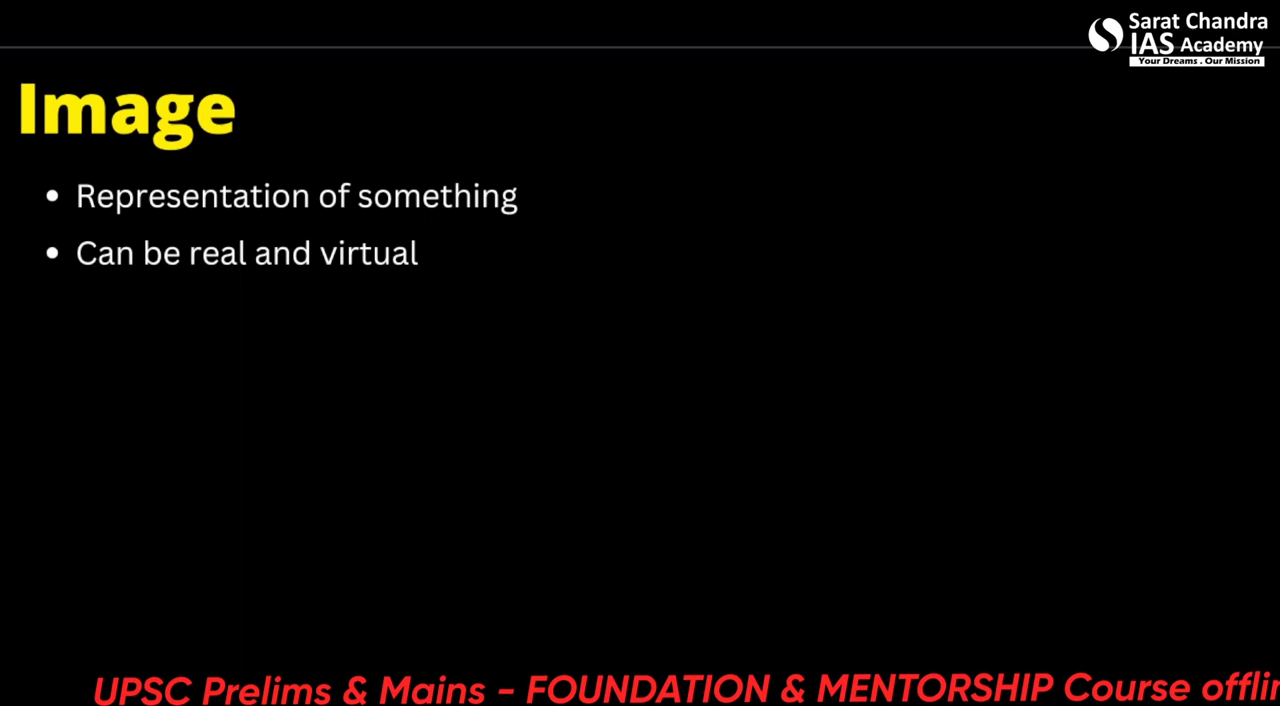 Sarat Chandra
IAS Academy
Your Dreams . Our Mission
Image
• Representation of something
• Can be real and virtual
UPSC Prelims & Mains - FOUNDATION & MENTORSHIP Course